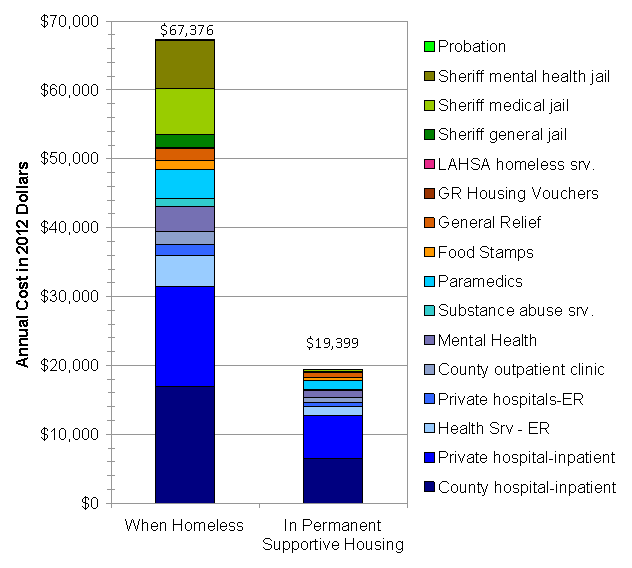 Annual Cost in 2012 Dollars
$70,000
$60,000
$50,000
$40,000
$30,000
$20,000
$10,000
$0
$67,376
$19,399
When Homeless
In Permanent
Supportive Housing
Probation
Sheriff mental health jail
Sheriff medical jail
Sheriff general jail
LAHSA homeless srv.
GR Housing Vouchers
General Relief
Food Stamps
Paramedics
Substance abuse srv.
Mental Health
County outpatient clinic
Private hospitals-ER
Health Srv - ER
Private hospital-inpatient
County hospital-inpatient